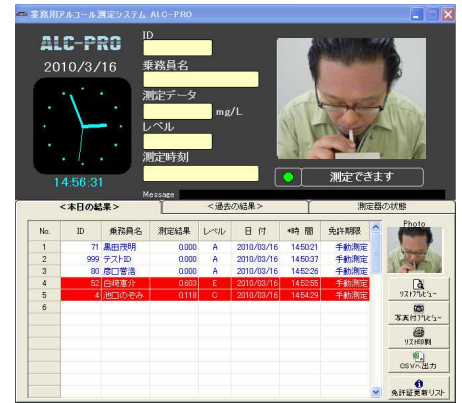 業務用アルコール測定システム ALC-PRO
ALC-PRO
2010/3/16
14:56:31
ID
乗務員名
測定データ
mg/L
レベル
測定時刻
Message
測定できます
<本日の結果>
<過去の結果>
測定器の状態
No. ID 乗務員名 測定結果 レベル 日 付 *時 間 免許期限
1 71 黒田茂明 0.000 A 2010/03/16 14:50:21 手動測定
2 999 テストID 0.000 A 2010/03/16 14:50:37 手動測定
3 80 彦口誉浩 0.000 A 2010/03/16 14:52:26 手動測定
4 52 白崎恵介 0.603 E 2010/03/16 14:52:55 手動測定
5 4 池口のぞみ 0.118 C 2010/03/16 14:54:29 手動測定
6
Photo
リストプレビュー
写真付プレビュー
リスト印刷
CSVへ出力
免許証更新リスト